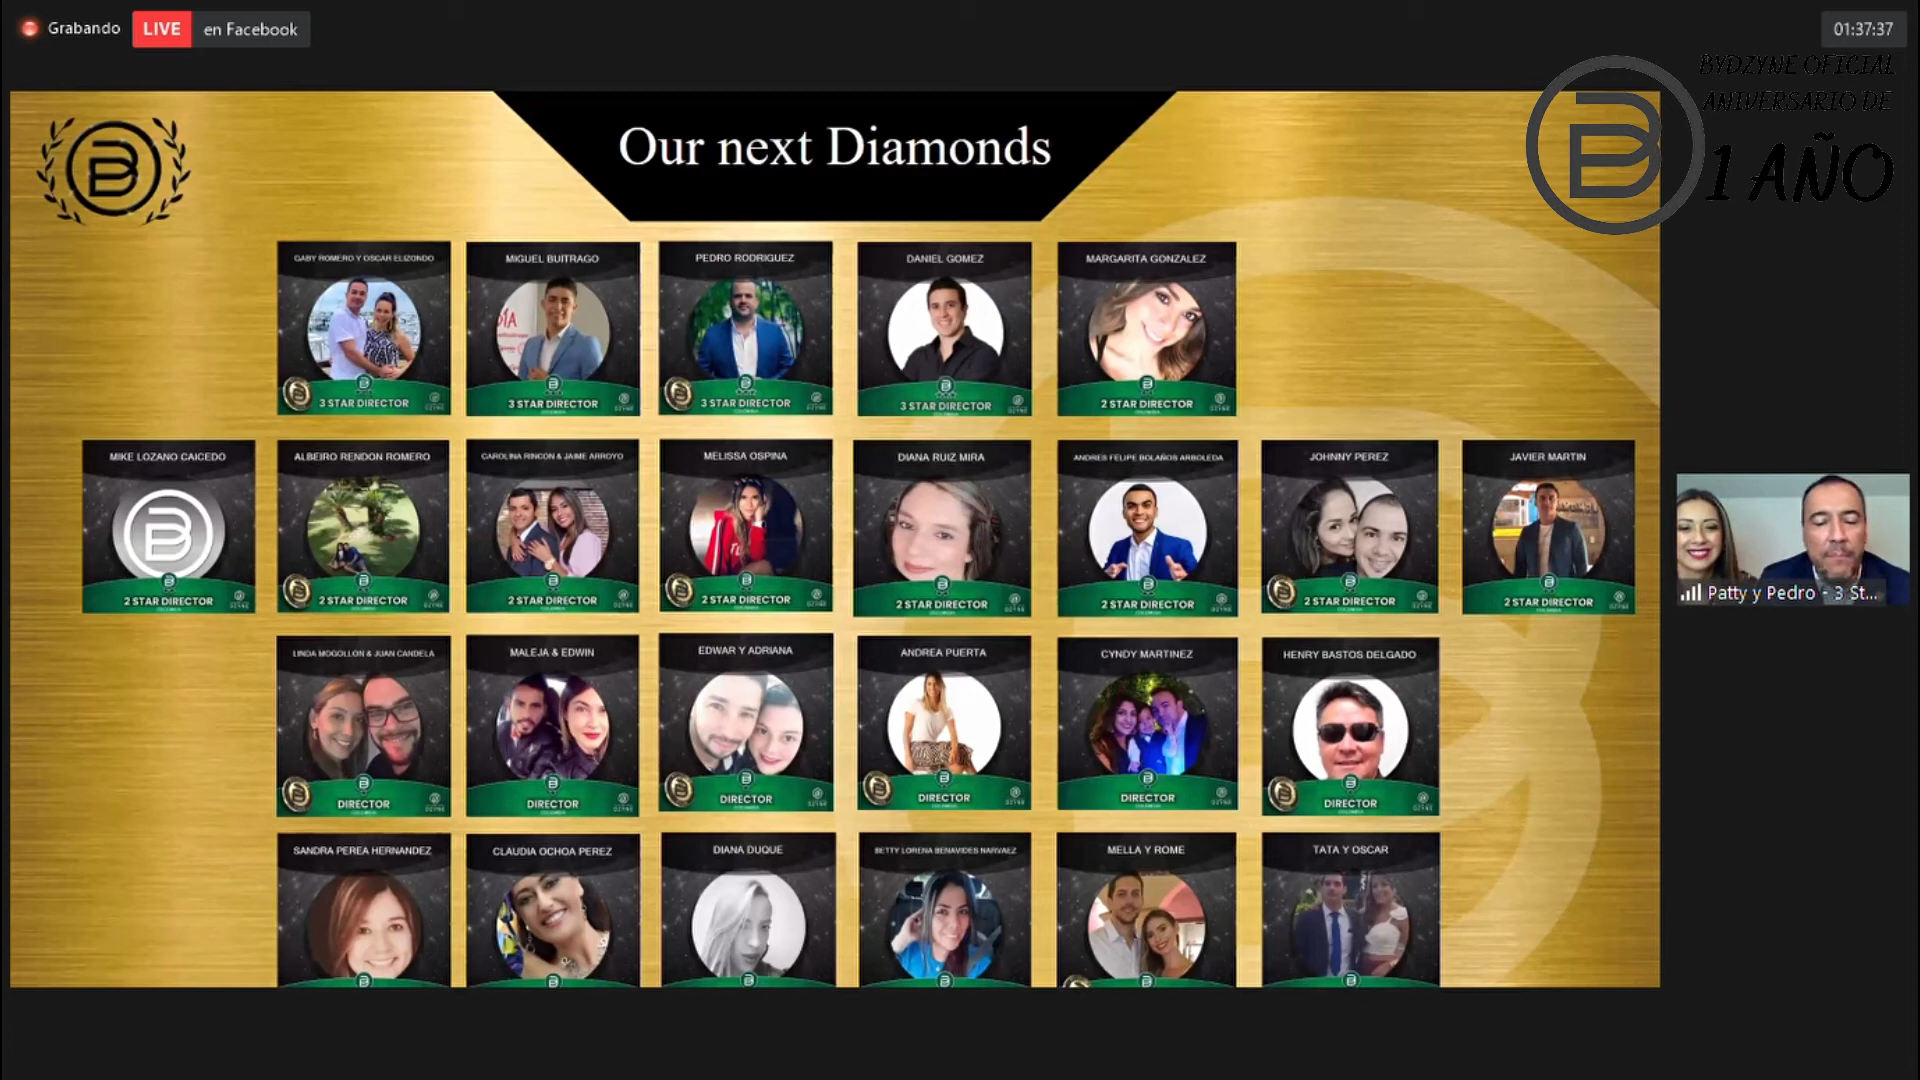 Grabando
LIVE en Facebook
01:37:37
BYDZYNE OFICIAL
ANIVERSARIO DE
1 AÑO
Our next Diamonds
GABY ROMERO Y OSCAR ELIZONDO
3 STAR DIRECTOR
MIGUEL BUITRAGO
3 STAR DIRECTOR
PEDRO RODRIGUEZ
3 STAR DIRECTOR
DANIEL GOMEZ
3 STAR DIRECTOR
MARGARITA GONZALEZ
2 STAR DIRECTOR
MIKE LOZANO CAICEDO
2 STAR DIRECTOR
ALBEIRO RENDON ROMERO
2 STAR DIRECTOR
CAROLINA RINCON & JAIME ARROYO
2 STAR DIRECTOR
MELISSA OSPINA
2 STAR DIRECTOR
DIANA RUIZ MIRA
2 STAR DIRECTOR
ANDRES FELIPE BOLAÑOS ARBOLEDA
2 STAR DIRECTOR
JOHNNY PEREZ
2 STAR DIRECTOR
JAVIER MARTIN
2 STAR DIRECTOR
Patty y Pedro - 3 St...
LINDA MOGOLLON & JUAN CANDELA
DIRECTOR
MALEJA & EDWIN
DIRECTOR
EDWAR Y ADRIANA
DIRECTOR
ANDREA PUERTA
DIRECTOR
CYNDY MARTINEZ
DIRECTOR
HENRY BASTOS DELGADO
DIRECTOR
SANDRA PEREA HERNANDEZ
CLAUDIA OCHOA PEREZ
DIANA DUQUE
BETTY LORENA BENAVIDES NARVAEZ
MELLA Y ROME
TATA Y OSCAR